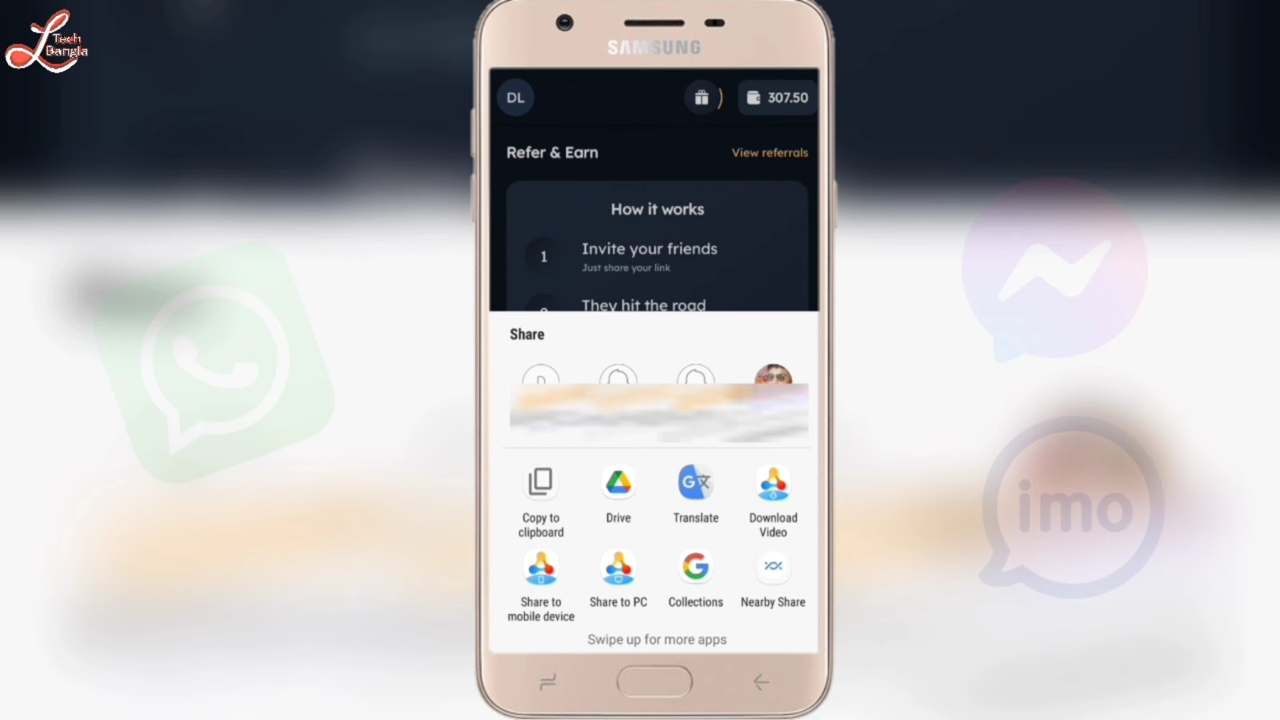 Tech
Bangla
SAMSUNG
DL
307.50
Refer & Earn
View referrals
How it works
1
Invite your friends
Just share your link
They hit the road
Share
D
Copy to
clipboard
Drive
Translate
Download
Video
Share to
mobile device
Share to PC
Collections
Nearby Share
Swipe up for more apps
imo